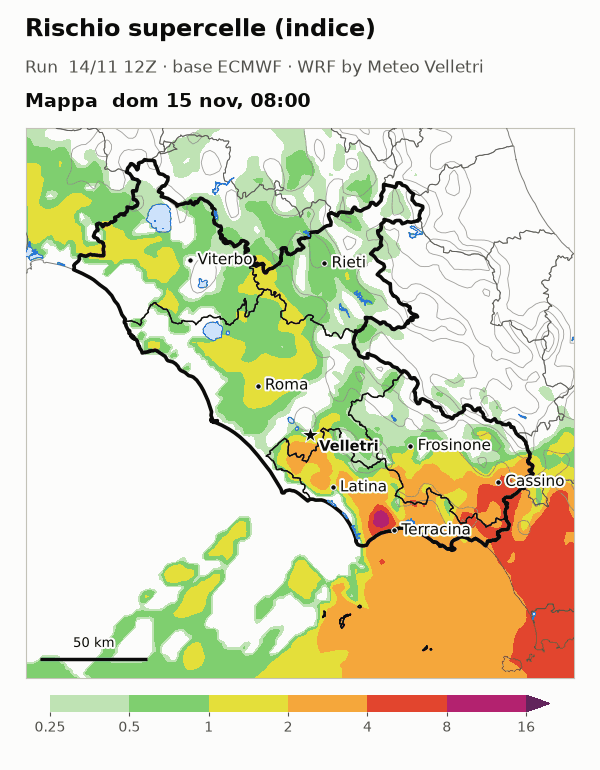 Rischio supercelle (indice)
Run  14/11 12Z · base ECMWF · WRF by Meteo Velletri
Mappa  dom 15 nov, 08:00
Viterbo
Rieti
Roma
Velletri
Frosinone
Latina
Cassino
Terracina
50 km
0.25 0.5 1 2 4 8 16